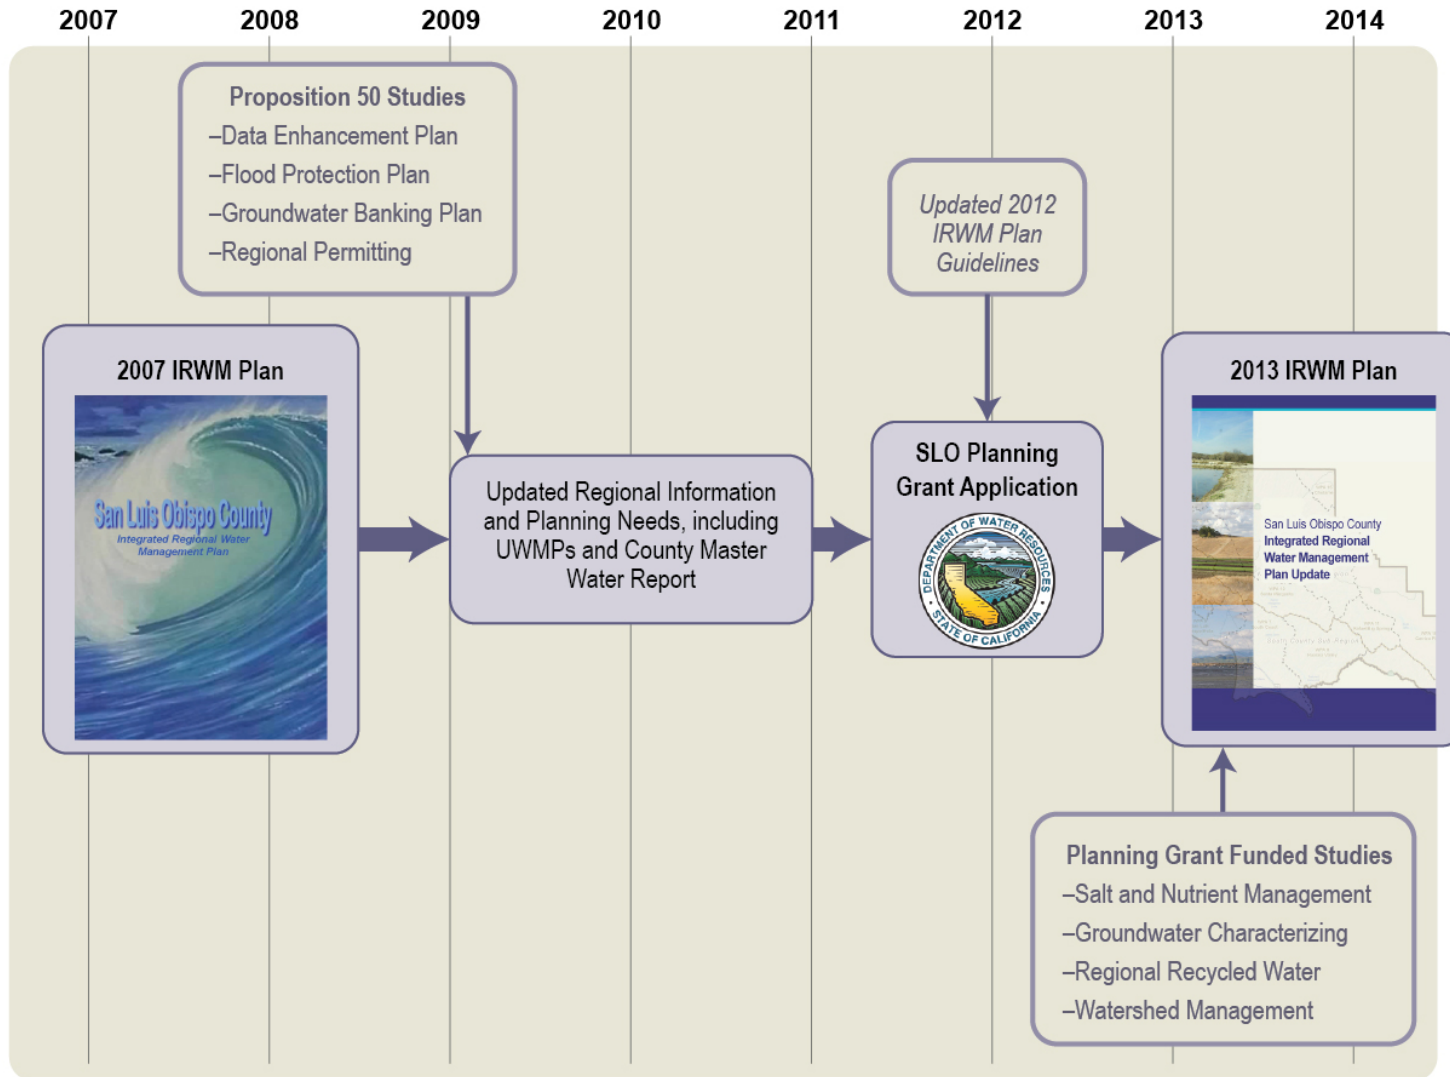 2007 2008 2009 2010 2011 2012 2013 2014
Proposition 50 Studies
–Data Enhancement Plan
–Flood Protection Plan
–Groundwater Banking Plan
–Regional Permitting
Updated 2012
IRWM Plan
Guidelines
2007 IRWM Plan
San Luis Obispo County
Integrated Regional Water
Management Plan
Updated Regional Information
and Planning Needs, including
UWMPs and County Master
Water Report
SLO Planning
Grant Application
DEPARTMENT OF WATER RESOURCES
STATE OF CALIFORNIA
2013 IRWM Plan
San Luis Obispo County
Integrated Regional
Water Management
Plan Update
Planning Grant Funded Studies
–Salt and Nutrient Management
–Groundwater Characterizing
–Regional Recycled Water
–Watershed Management